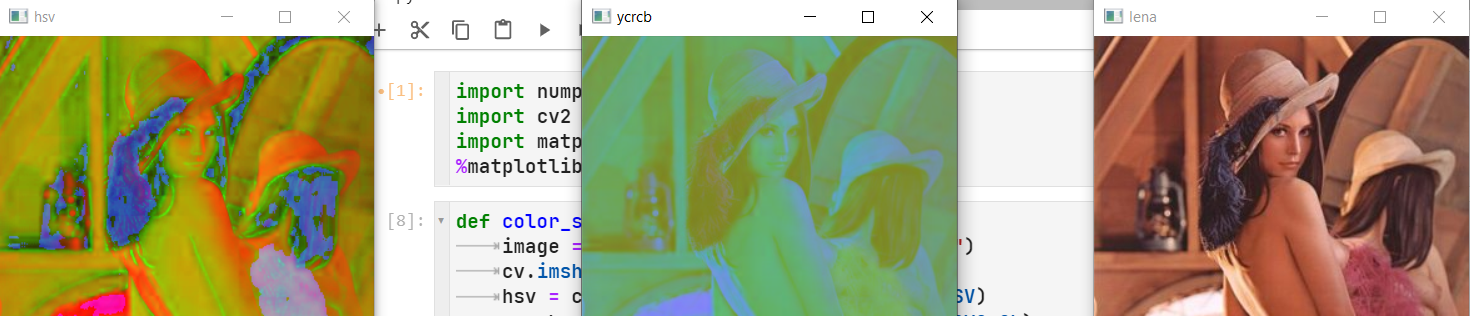 hsv
ycrcb
lena
[1]:
import nump
import cv2
import matp
%matplotlib
[8]:
def color_s
image = ')
cv.imsh
hsv = c SV)